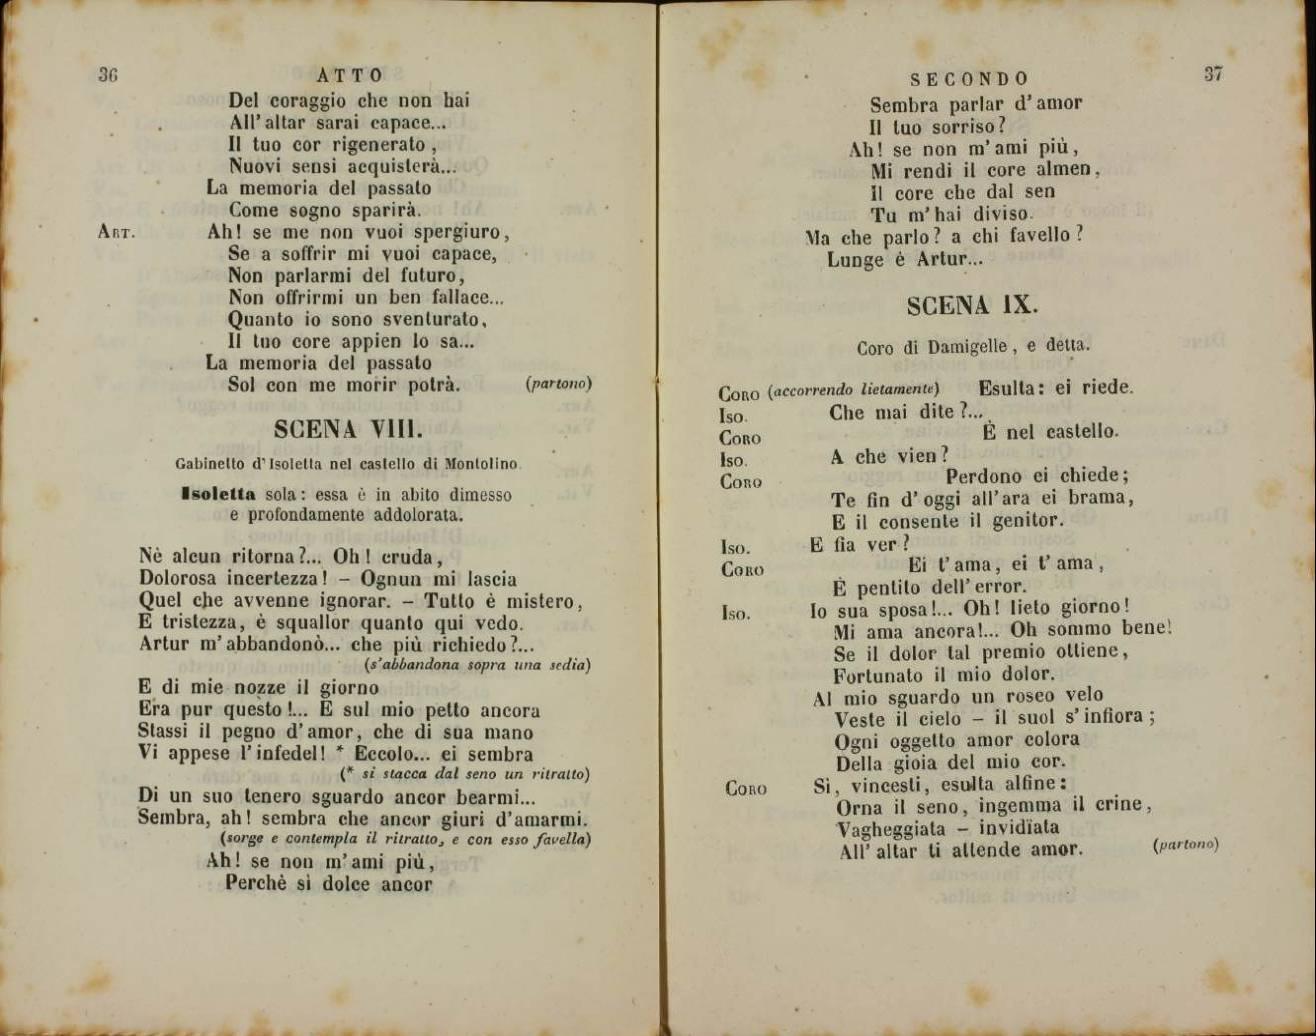 36
ATTO
Del coraggio che non hai
All' altar sarai capace...
Il tuo cor rigenerato,
Nuovi sensi acquisterà...
La memoria del passato
Come sogno sparirà.
ART. Ah! se me non vuoi spergiuro,
Se a soffrir mi vuoi capace,
Non parlarmi del futuro,
Non offrirmi un ben fallace...
Quanto io sono sventurato,
Il tuo core appien lo sa...
La memoria del passato
Sol con me morir potrà. (partono)
SCENA VIII.
Gabinetto d'Isoletta nel castello di Montolino.
Isoletta sola: essa è in abito dimesso
e profondamente addolorata.
Nè alcun ritorna?... Oh! cruda,
Dolorosa incertezza! – Ognun mi lascia
Quel che avvenne ignorar. – Tutto è mistero,
E tristezza, è squallor quanto qui vedo.
Artur m' abbandonò... che più richiedo?...
(s'abbandona sopra una sedia)
E di mie nozze il giorno
Era pur questo!... E sul mio petto ancora
Stassi il pegno d' amor, che di sua mano
Vi appese l' infedel! * Eccolo... ei sembra
(* si stacca dal seno un ritratto)
Di un suo tenero sguardo ancor bearmi...
Sembra, ah! sembra che ancor giuri d'amarmi.
(sorge e contempla il ritratto, e con esso favella)
Ah! se non m' ami più,
Perchè sì dolce ancor
SECONDO
37
Sembra parlar d' amor
Il tuo sorriso?
Ah! se non m' ami più,
Mi rendi il core almen,
Il core che dal sen
Tu m' hai diviso.
Ma che parlo? a chi favello?
Lunge è Artur...
SCENA IX.
Coro di Damigelle, e detta.
CORO (accorrendo lietamente) Esulta: ei riede.
ISO. Che mai dite?...
CORO È nel castello.
ISO. A che vien?
CORO Perdono ei chiede;
Te fin d' oggi all' ara ei brama,
E il consente il genitor.
ISO. E fia ver?
CORO Ei t' ama, ei t' ama,
È pentito dell' error.
ISO. Io sua sposa!... Oh! lieto giorno!
Mi ama ancora!... Oh sommo bene!
Se il dolor tal premio ottiene,
Fortunato il mio dolor.
Al mio sguardo un roseo velo
Veste il cielo – il suol s' infiora;
Ogni oggetto amor colora
Della gioia del mio cor.
CORO Sì, vincesti, esulta alfine:
Orna il seno, ingemma il crine,
Vagheggiata – invidïata
All' altar ti attende amor. (partono)